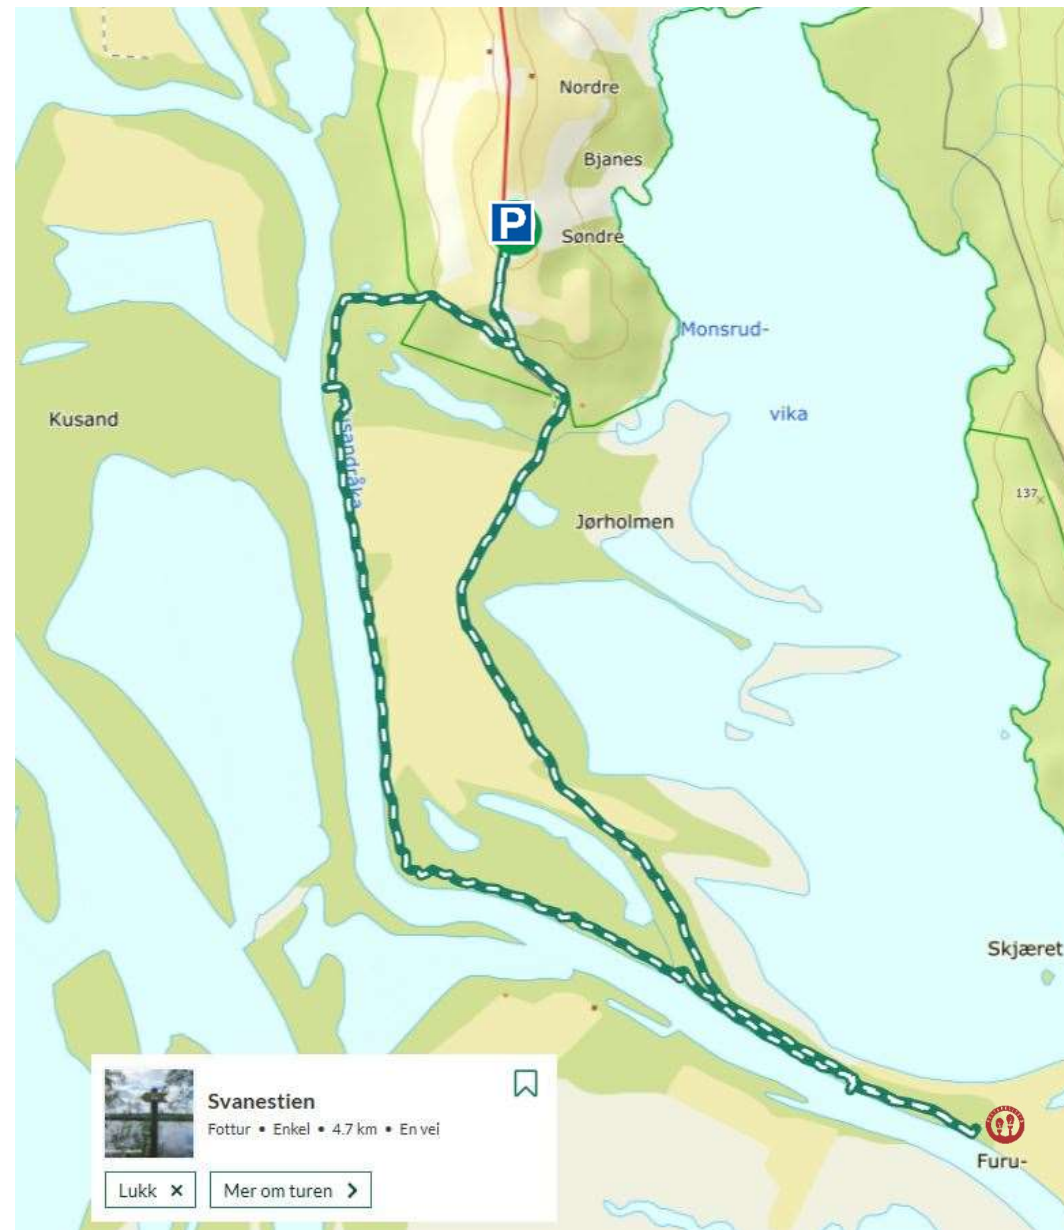 Nordre
Bjanes
P
Søndre
Monsrud-
vika
Kusand
sandråka
137
Jørholmen
Skjæret
Svanestien
Fottur • Enkel • 4.7 km • En vei
Lukk ×
Mer om turen >
Furu-